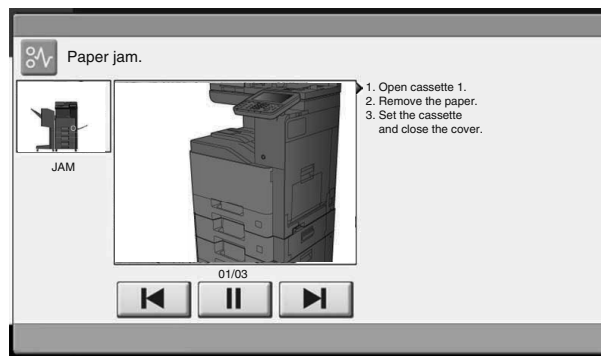 Paper jam.
JAM
1. Open cassette 1.
2. Remove the paper.
3. Set the cassette
and close the cover.
01/03